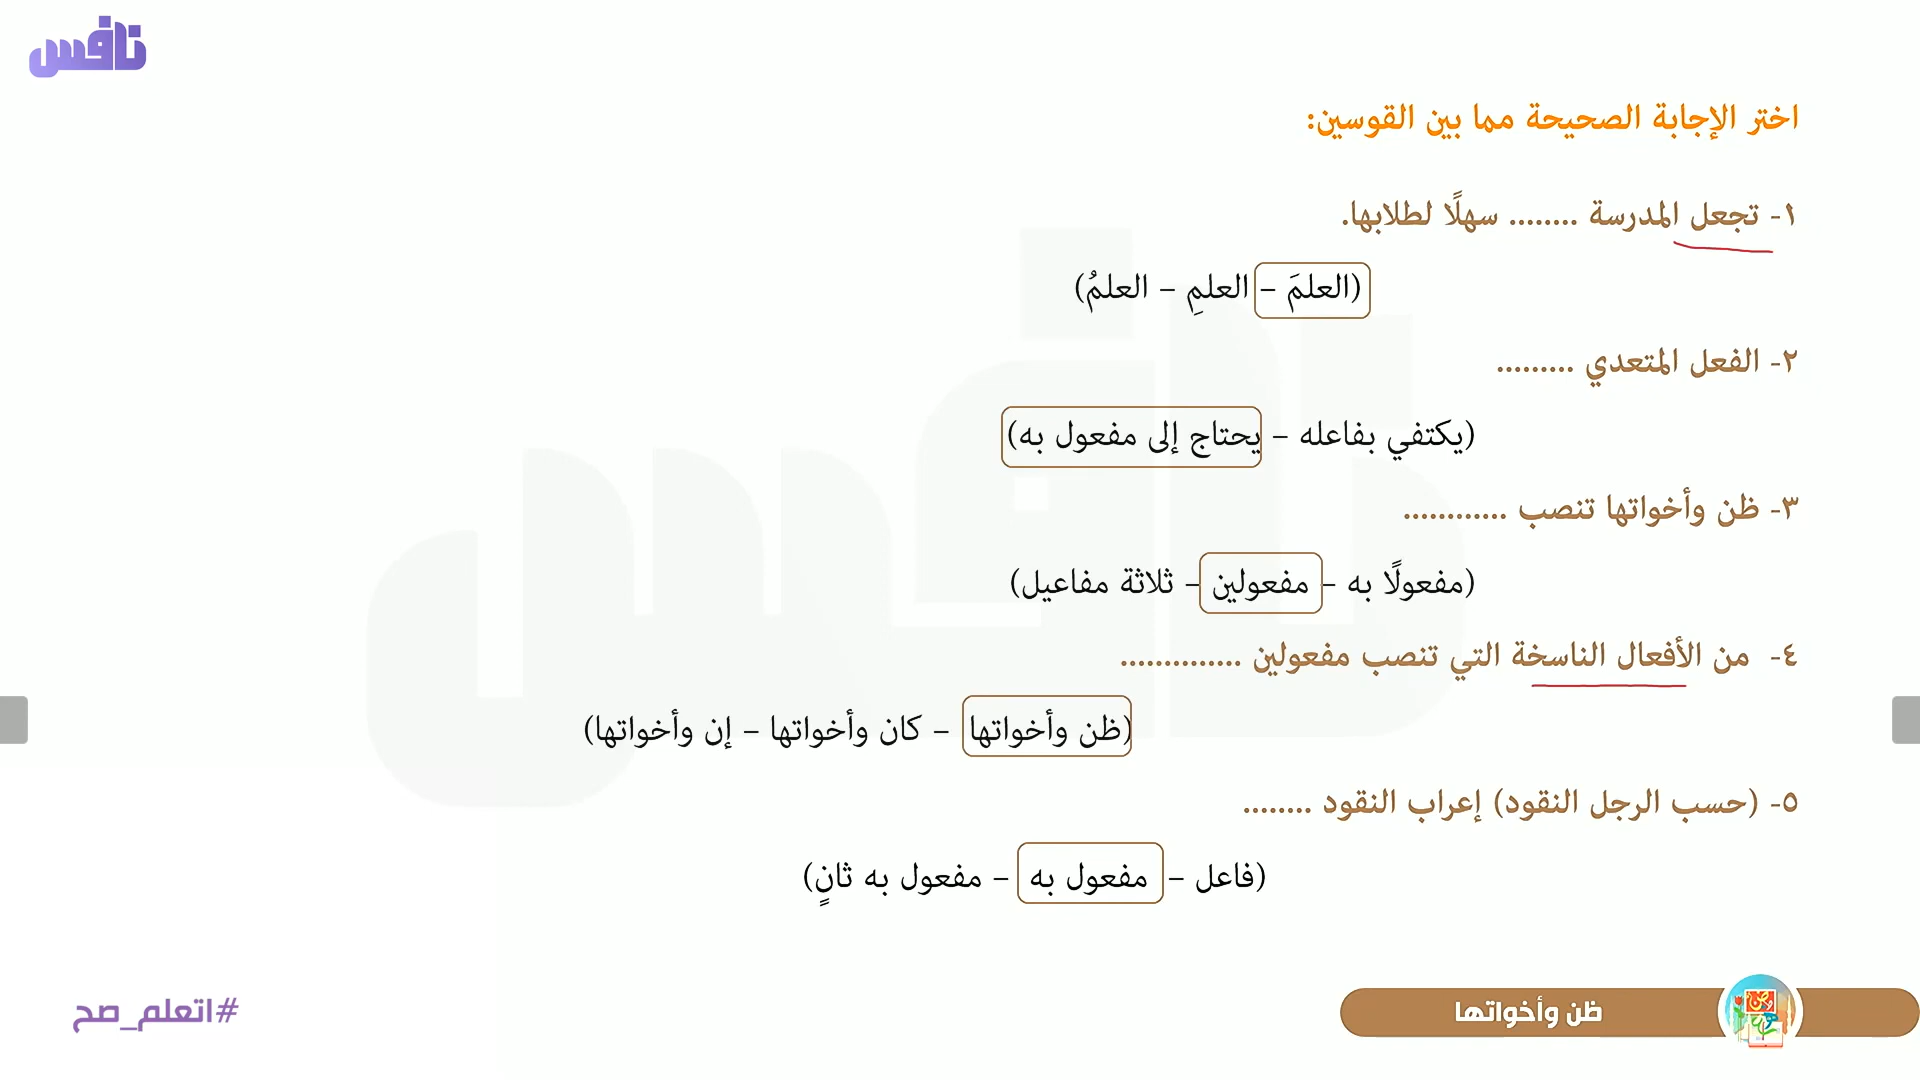 نافس
اختر الإجابة الصحيحة مما بين القوسين:
١- تجعل المدرسة ........ سهلًا لطلابها.
(العلمَ – العلمِ – العلمُ)
٢- الفعل المتعدي .........
(يكتفي بفاعله – يحتاج إلى مفعول به)
٣- ظن وأخواتها تنصب ............
(مفعولًا به – مفعولين – ثلاثة مفاعيل)
٤- من الأفعال الناسخة التي تنصب مفعولين ..............
(ظن وأخواتها – كان وأخواتها – إن وأخواتها)
٥- (حسب الرجل النقود) إعراب النقود ........
(فاعل – مفعول به – مفعول به ثانٍ)
ظن وأخواتها
#اتعلم_صح